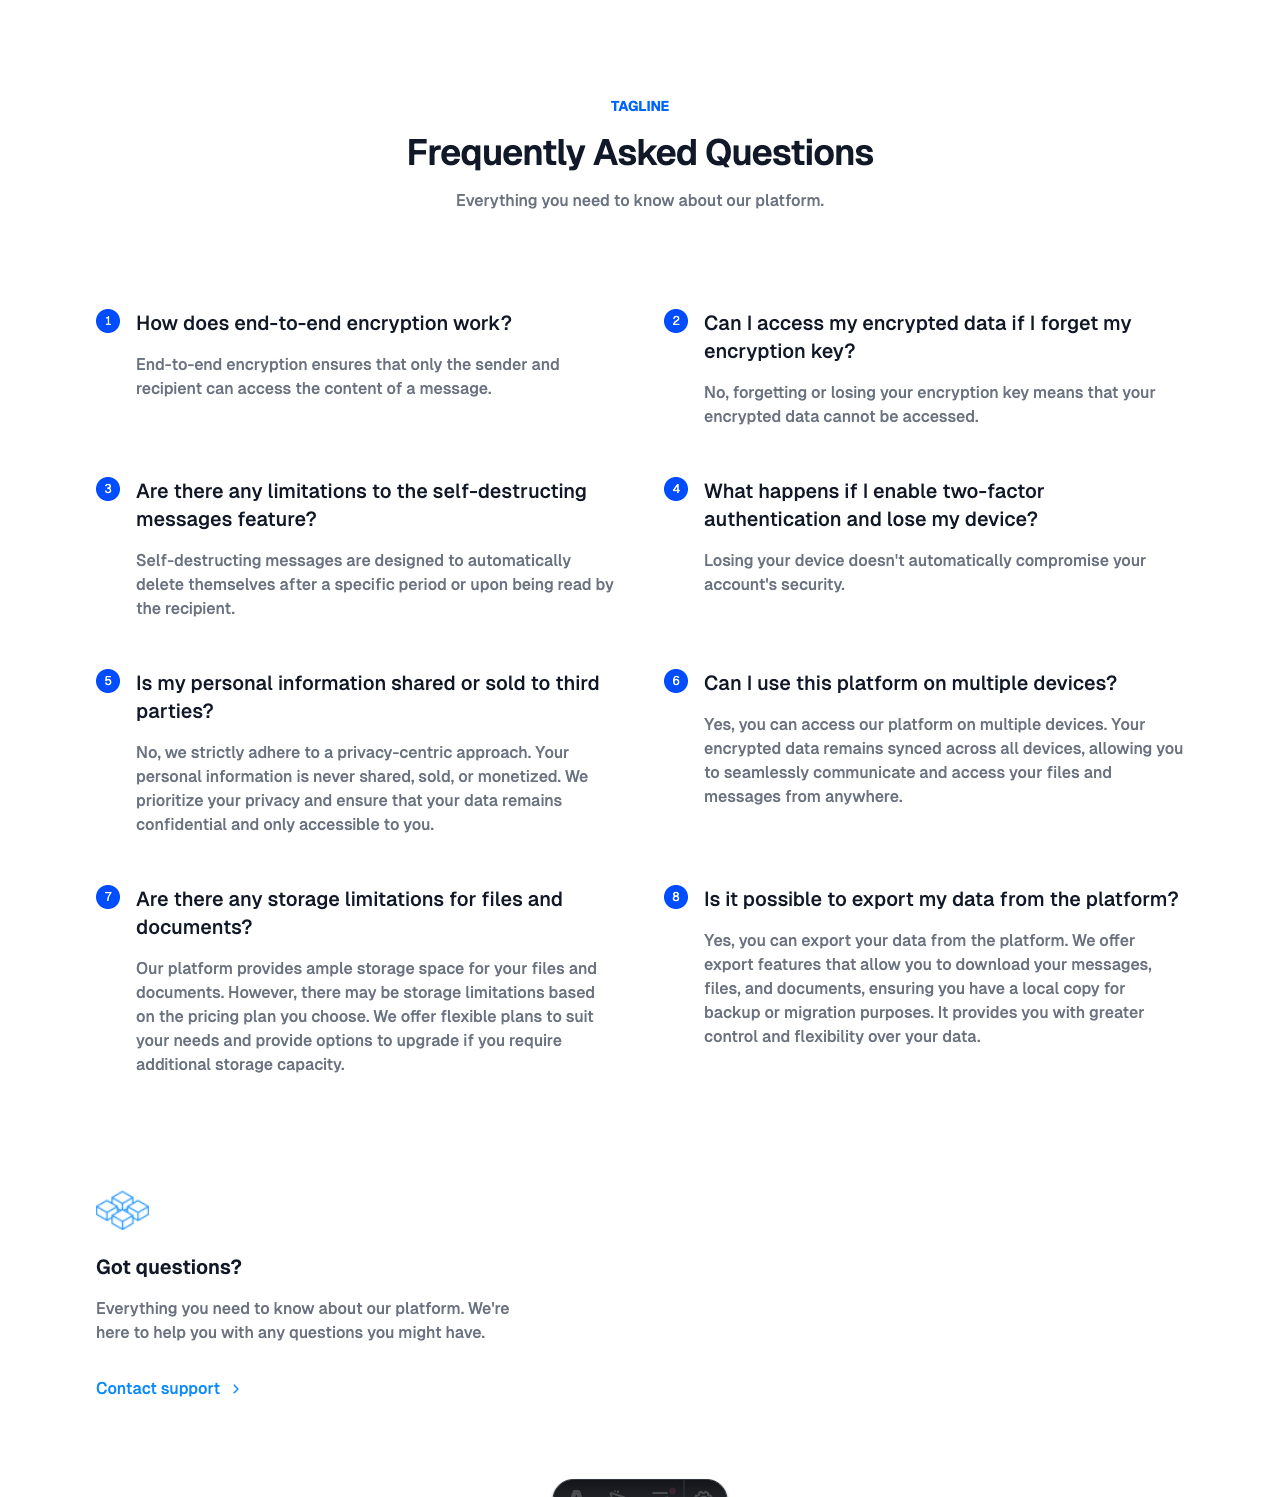 TAGLINE
Frequently Asked Questions
Everything you need to know about our platform.
1
How does end-to-end encryption work?
End-to-end encryption ensures that only the sender and
recipient can access the content of a message.
2
Can I access my encrypted data if I forget my
encryption key?
No, forgetting or losing your encryption key means that your
encrypted data cannot be accessed.
3
Are there any limitations to the self-destructing
messages feature?
Self-destructing messages are designed to automatically
delete themselves after a specific period or upon being read by
the recipient.
4
What happens if I enable two-factor
authentication and lose my device?
Losing your device doesn't automatically compromise your
account's security.
5
Is my personal information shared or sold to third
parties?
No, we strictly adhere to a privacy-centric approach. Your
personal information is never shared, sold, or monetized. We
prioritize your privacy and ensure that your data remains
confidential and only accessible to you.
6
Can I use this platform on multiple devices?
Yes, you can access our platform on multiple devices. Your
encrypted data remains synced across all devices, allowing you
to seamlessly communicate and access your files and
messages from anywhere.
7
Are there any storage limitations for files and
documents?
Our platform provides ample storage space for your files and
documents. However, there may be storage limitations based
on the pricing plan you choose. We offer flexible plans to suit
your needs and provide options to upgrade if you require
additional storage capacity.
8
Is it possible to export my data from the platform?
Yes, you can export your data from the platform. We offer
export features that allow you to download your messages,
files, and documents, ensuring you have a local copy for
backup or migration purposes. It provides you with greater
control and flexibility over your data.
Got questions?
Everything you need to know about our platform. We're
here to help you with any questions you might have.
Contact support